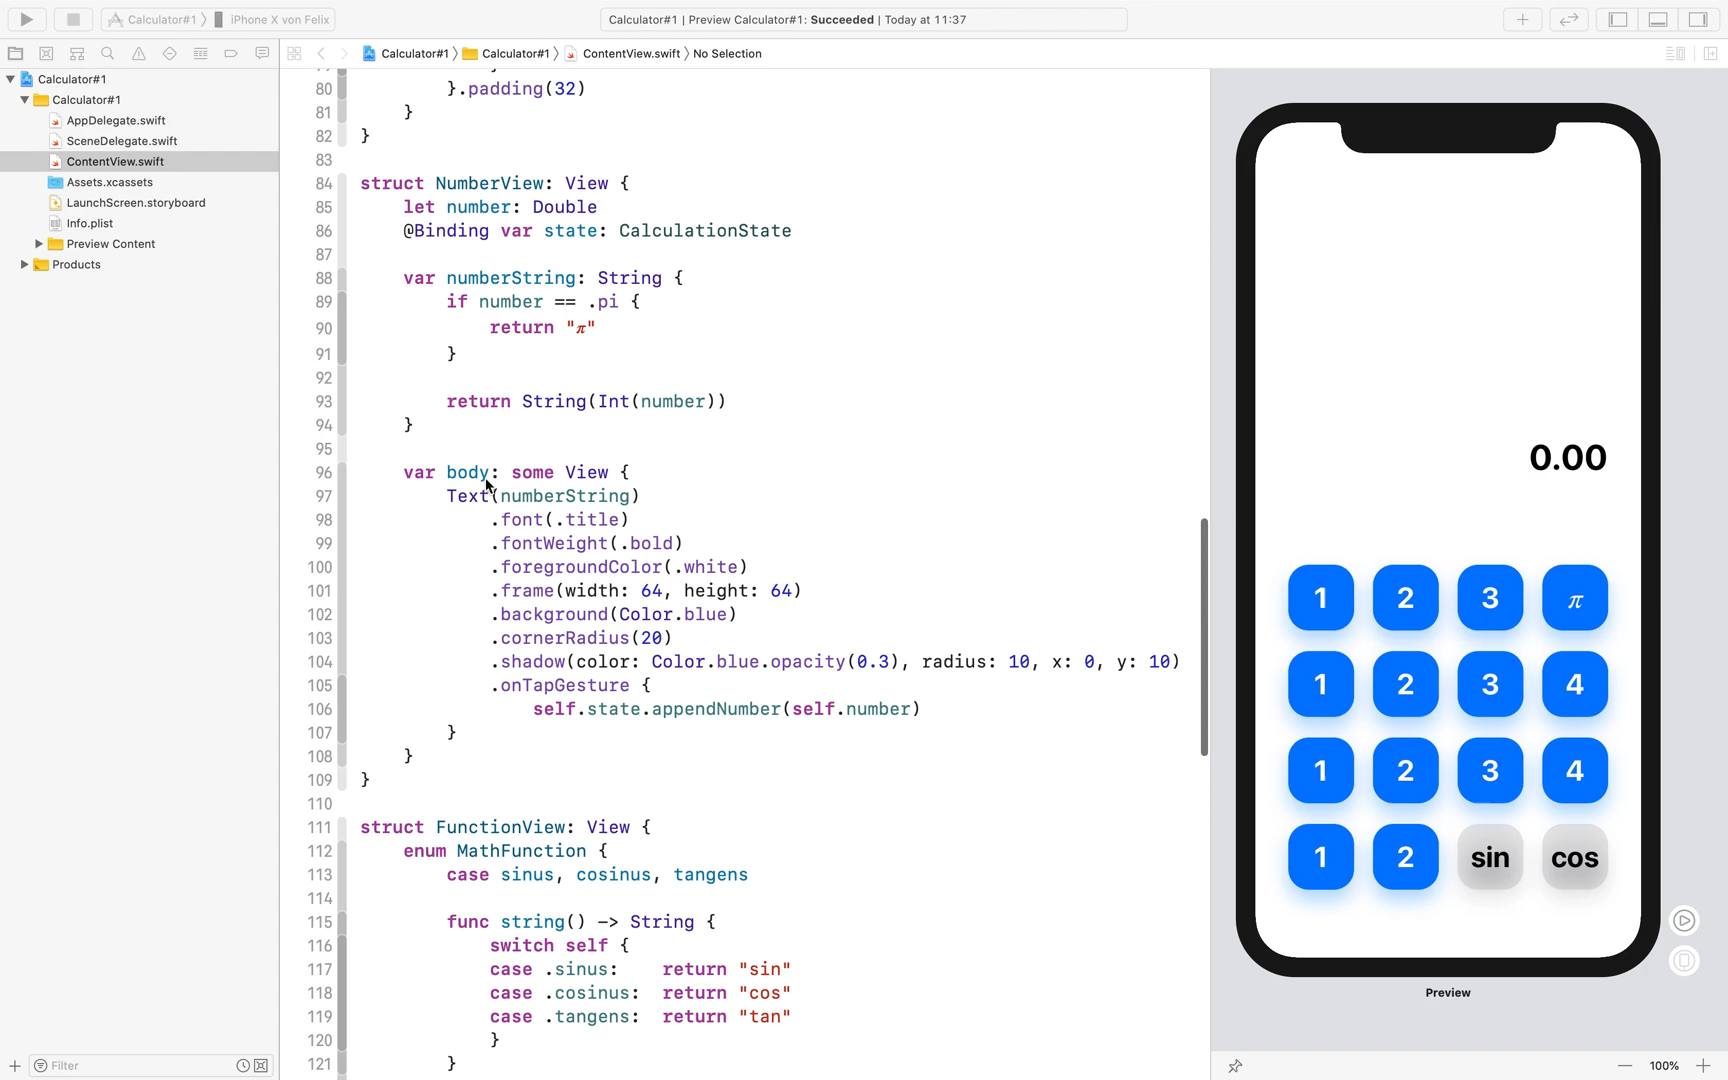 Calculator#1 iPhone X von Felix
Calculator#1 | Preview Calculator#1: Succeeded | Today at 11:37
Calculator#1 Calculator#1 ContentView.swift No Selection
Calculator#1
Calculator#1
AppDelegate.swift
SceneDelegate.swift
ContentView.swift
Assets.xcassets
LaunchScreen.storyboard
Info.plist
Preview Content
Products
Filter
80 }.padding(32)
81 }
82 }
83
84 struct NumberView: View {
85 let number: Double
86 @Binding var state: CalculationState
87
88 var numberString: String {
89 if number == .pi {
90 return "π"
91 }
92
93 return String(Int(number))
94 }
95
96 var body: some View {
97 Text(numberString)
98 .font(.title)
99 .fontWeight(.bold)
100 .foregroundColor(.white)
101 .frame(width: 64, height: 64)
102 .background(Color.blue)
103 .cornerRadius(20)
104 .shadow(color: Color.blue.opacity(0.3), radius: 10, x: 0, y: 10)
105 .onTapGesture {
106 self.state.appendNumber(self.number)
107 }
108 }
109 }
110
111 struct FunctionView: View {
112 enum MathFunction {
113 case sinus, cosinus, tangens
114
115 func string() -> String {
116 switch self {
117 case .sinus: return "sin"
118 case .cosinus: return "cos"
119 case .tangens: return "tan"
120 }
121 }
0.00
1 2 3 π
1 2 3 4
1 2 3 4
1 2 sin cos
Preview
100%